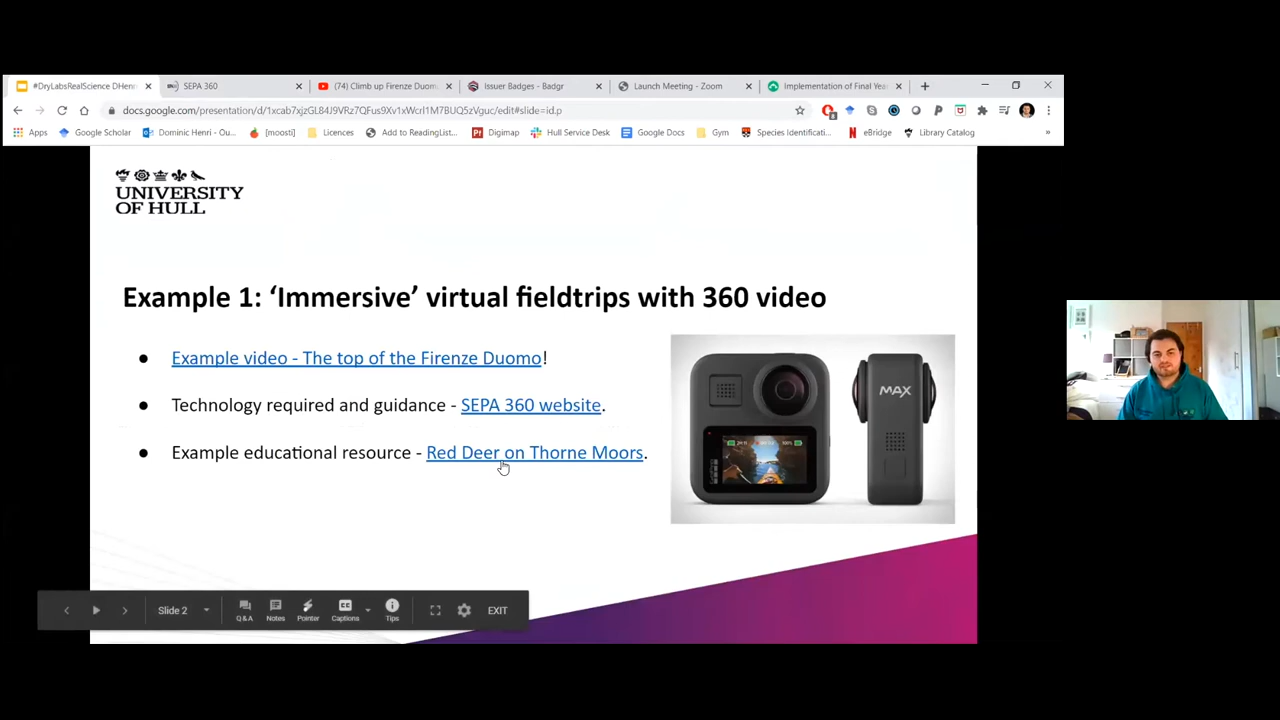 #DryLabsRealScience DHenri
SEPA 360
(74) Climb up Firenze Duomo
Issuer Badges - Badgr
Launch Meeting - Zoom
Implementation of Final Year
docs.google.com/presentation/d/1xcab7xjzGL84J9VRz7QFus9Xv1xWcrI1M7BUQ5zVguc/edit#slide=id.p
Apps
Google Scholar
Dominic Henri - Ou...
[moosti]
Licences
Add to ReadingList...
Digimap
Hull Service Desk
Google Docs
Gym
Species Identificati...
eBridge
Library Catalog
»
UNIVERSITY
OF HULL
Example 1: ‘Immersive’ virtual fieldtrips with 360 video
● Example video - The top of the Firenze Duomo!
● Technology required and guidance - SEPA 360 website.
● Example educational resource - Red Deer on Thorne Moors.
MAX
Slide 2
Q&A
Notes
Pointer
Captions
Tips
EXIT